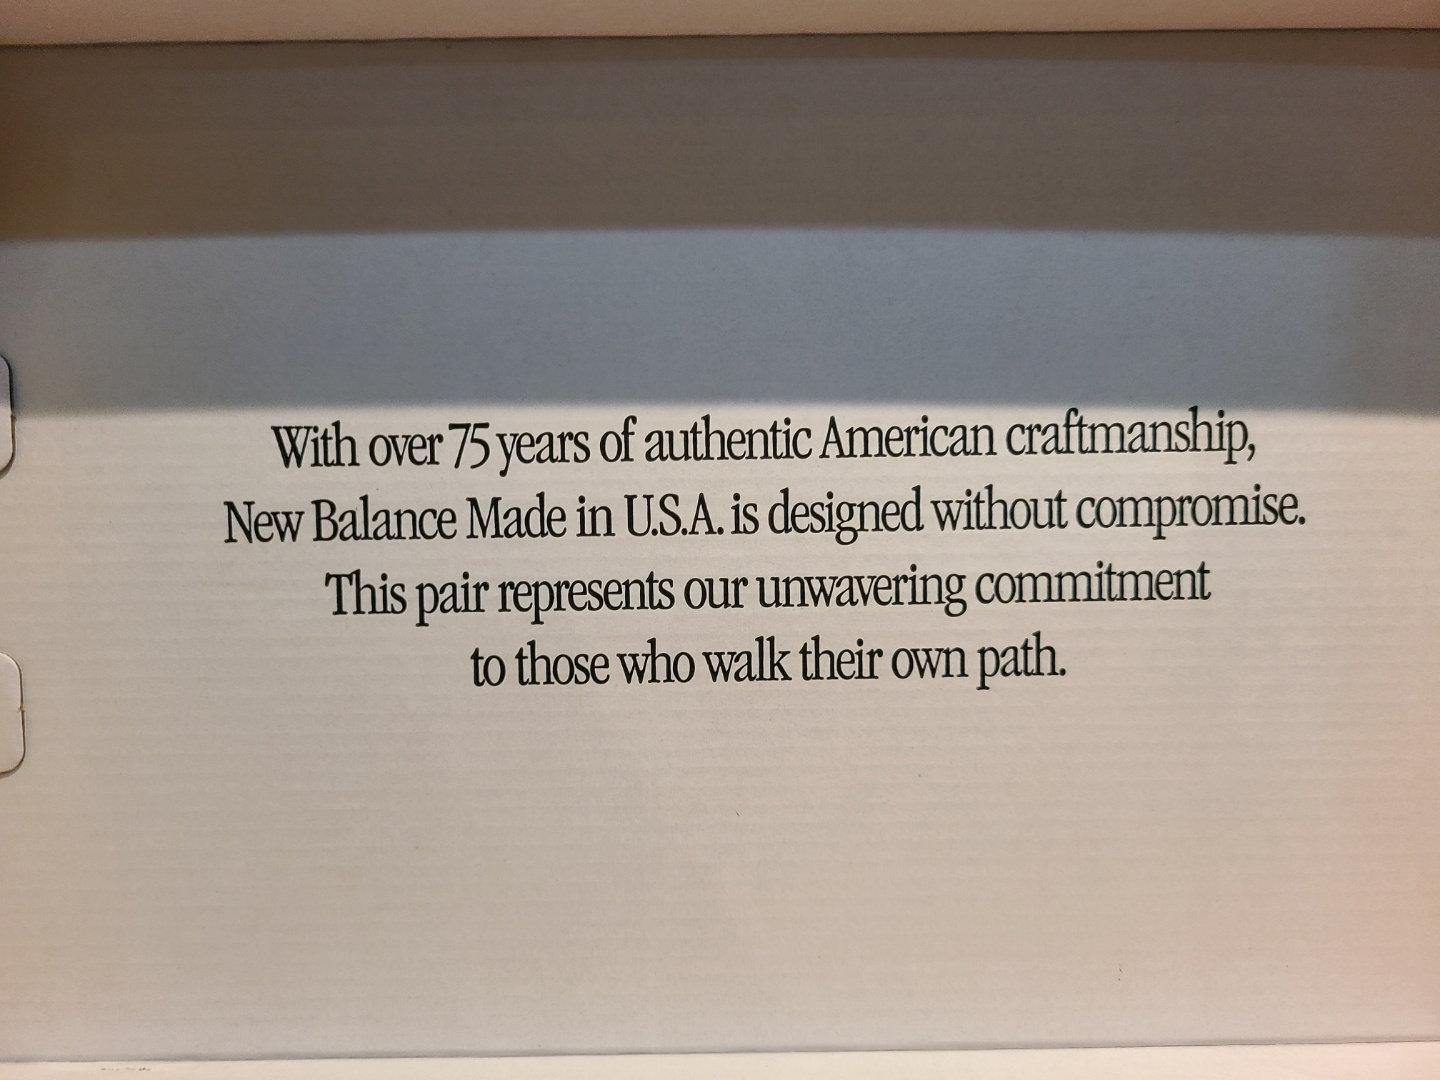 With over 75 years of authentic American craftmanship,
New Balance Made in U.S.A. is designed without compromise.
This pair represents our unwavering commitment
to those who walk their own path.